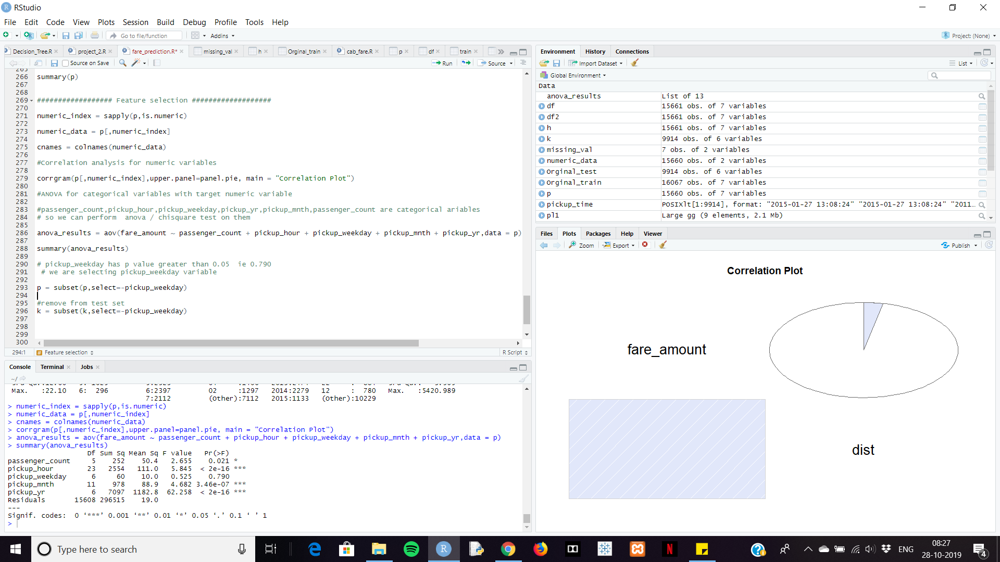 RStudio
File Edit Code View Plots Session Build Debug Profile Tools Help
Go to file/function Addins Project: (None)
Decision_Tree.R project_2.R fare_prediction.R* missing_val h Orginal_train cab_fare.R p df train
Source on Save Run Source
265
266 summary(p)
267
268
269 ################## Feature selection ###################
270
271 numeric_index = sapply(p,is.numeric)
272
273 numeric_data = p[,numeric_index]
274
275 cnames = colnames(numeric_data)
276
277 #Correlation analysis for numeric variables
278
279 corrgram(p[,numeric_index],upper.panel=panel.pie, main = "Correlation Plot")
280
281 #ANOVA for categorical variables with target numeric variable
282
283 #passenger_count,pickup_hour,pickup_weekday,pickup_yr,pickup_mnth,passenger_count are categorical ariables
284 # so we can perform  anova / chisquare test on them
285
286 anova_results = aov(fare_amount ~ passenger_count + pickup_hour + pickup_weekday + pickup_mnth + pickup_yr,data = p)
287
288 summary(anova_results)
289
290 # pickup_weekday has p value greater than 0.05  ie 0.790
291  # we are selecting pickup_weekday variable
292
293 p = subset(p,select=-pickup_weekday)
294
295 #remove from test set
296 k = subset(k,select=-pickup_weekday)
297
298
299
300
294:1 # Feature selection R Script
Console Terminal Jobs
~/
Max. :22.10 6: 296 6:2397 02 :1297 2014:2279 12 : 780 Max. :5420.989
7:2112 (Other):7112 2015:1133 (Other):10229
> numeric_index = sapply(p,is.numeric)
> numeric_data = p[,numeric_index]
> cnames = colnames(numeric_data)
> corrgram(p[,numeric_index],upper.panel=panel.pie, main = "Correlation Plot")
> anova_results = aov(fare_amount ~ passenger_count + pickup_hour + pickup_weekday + pickup_mnth + pickup_yr,data = p)
> summary(anova_results)
Df Sum Sq Mean Sq F value Pr(>F)
passenger_count 5 252 50.4 2.655 0.021 *
pickup_hour 23 2554 111.0 5.845 < 2e-16 ***
pickup_weekday 6 60 10.0 0.525 0.790
pickup_mnth 11 978 88.9 4.682 3.46e-07 ***
pickup_yr 6 7097 1182.8 62.258 < 2e-16 ***
Residuals 15608 296515 19.0
---
Signif. codes:  0 ‘***’ 0.001 ‘**’ 0.01 ‘*’ 0.05 ‘.’ 0.1 ‘ ’ 1
>
Environment History Connections
Import Dataset List
Global Environment
Data
anova_results List of 13
df 15661 obs. of 7 variables
df2 15661 obs. of 7 variables
h 15661 obs. of 7 variables
k 9914 obs. of 6 variables
missing_val 7 obs. of 2 variables
numeric_data 15660 obs. of 2 variables
Orginal_test 9914 obs. of 6 variables
Orginal_train 16067 obs. of 7 variables
p 15660 obs. of 7 variables
pickup_time POSIXlt[1:9914], format: "2015-01-27 13:08:24" "2015-01-27 13:08:24" "2011...
pl1 Large gg (9 elements, 2.1 Mb)
Files Plots Packages Help Viewer
Zoom Export Publish
Correlation Plot
fare_amount
dist
Type here to search
ENG
08:27
28-10-2019
4